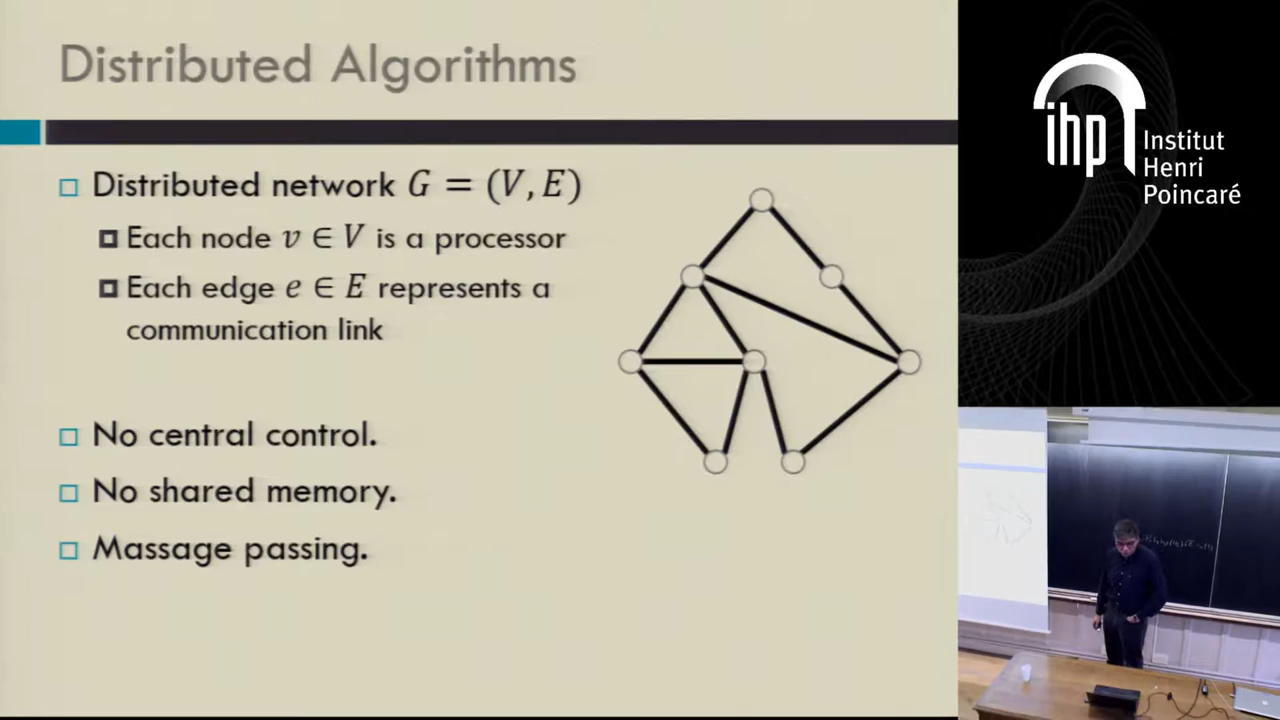 Distributed Algorithms
Distributed network G = (V, E)
Each node v ∈ V is a processor
Each edge e ∈ E represents a
communication link
No central control.
No shared memory.
Massage passing.
ihp
Institut
Henri
Poincaré